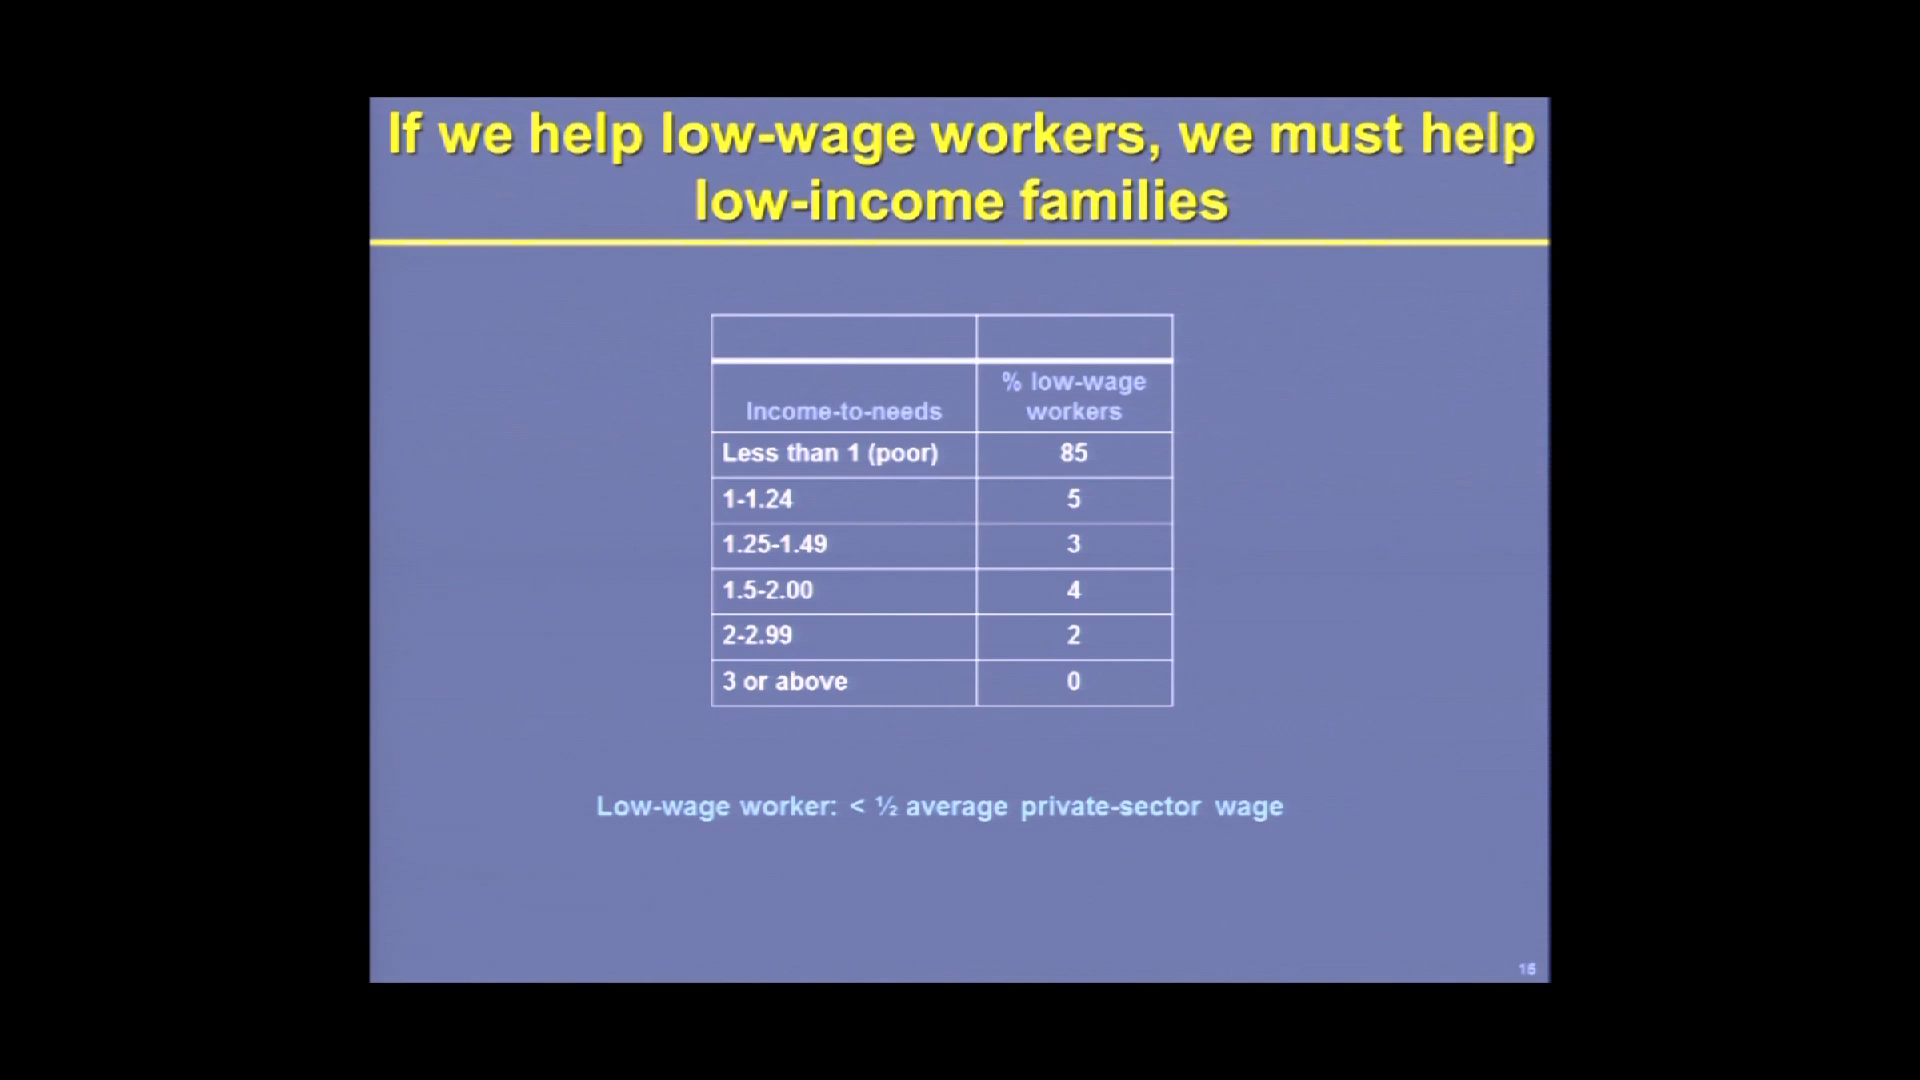 If we help low-wage workers, we must help
low-income families
% low-wage
Income-to-needs workers
Less than 1 (poor) 85
1-1.24 5
1.25-1.49 3
1.5-2.00 4
2-2.99 2
3 or above 0
Low-wage worker: < ½ average private-sector wage
15